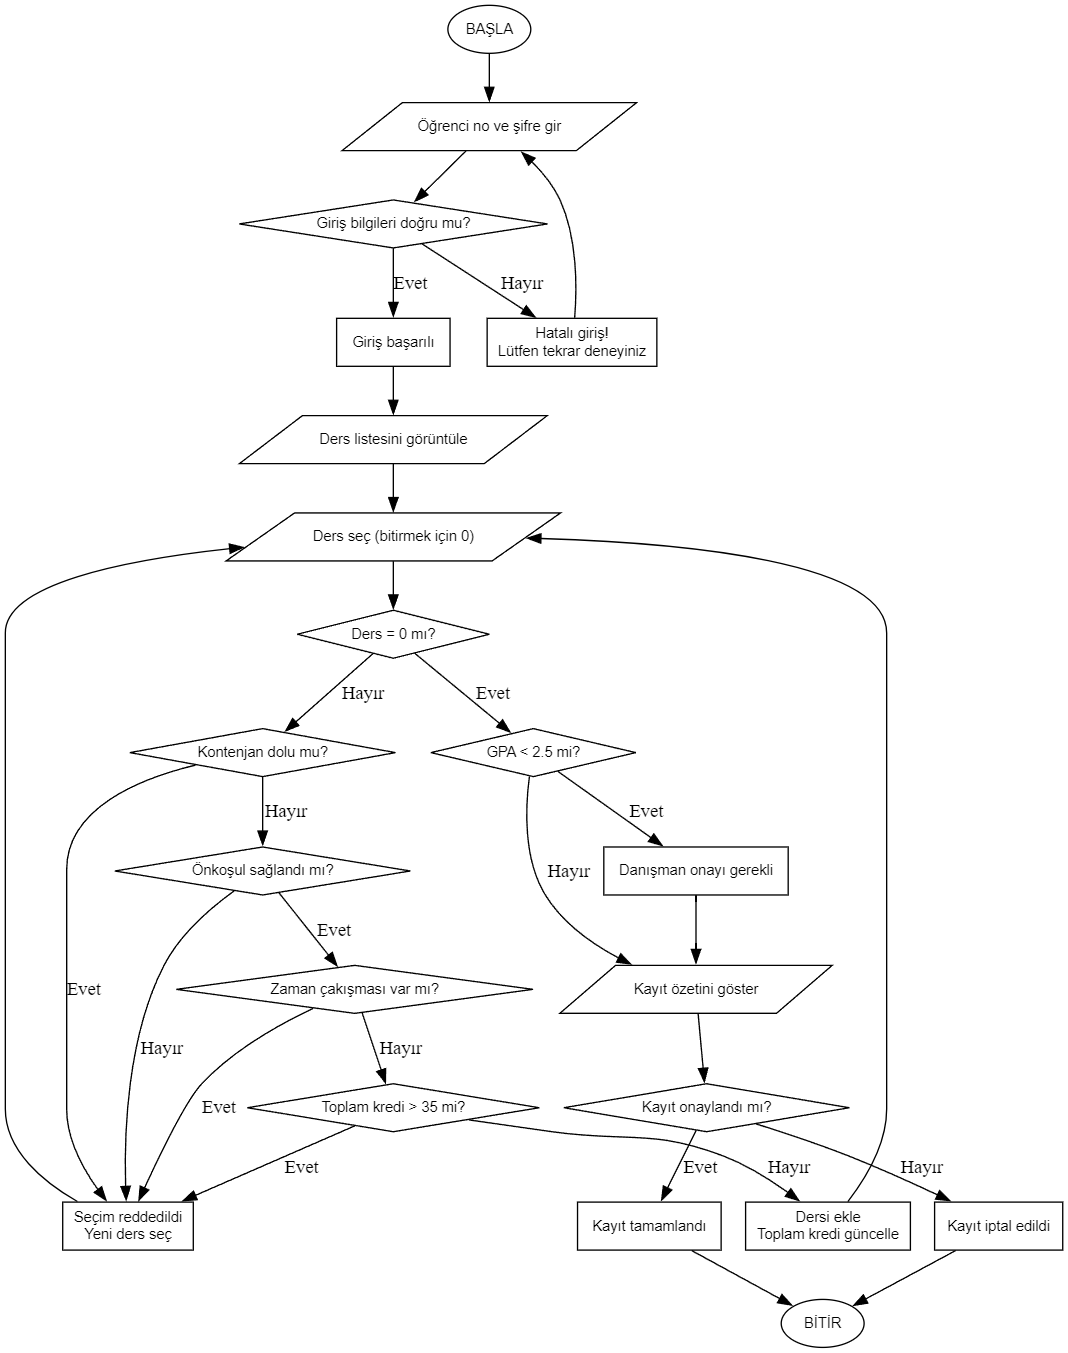 BAŞLA
Öğrenci no ve şifre gir
Giriş bilgileri doğru mu?
Evet
Hayır
Giriş başarılı
Hatalı giriş!
Lütfen tekrar deneyiniz
Ders listesini görüntüle
Ders seç (bitirmek için 0)
Ders = 0 mı?
Hayır
Evet
Kontenjan dolu mu?
GPA < 2.5 mi?
Hayır
Evet
Önkoşul sağlandı mı?
Hayır
Danışman onayı gerekli
Evet
Evet
Zaman çakışması var mı?
Kayıt özetini göster
Hayır
Hayır
Evet
Toplam kredi > 35 mi?
Kayıt onaylandı mı?
Evet
Evet
Hayır
Hayır
Seçim reddedildi
Yeni ders seç
Kayıt tamamlandı
Dersi ekle
Toplam kredi güncelle
Kayıt iptal edildi
BİTİR